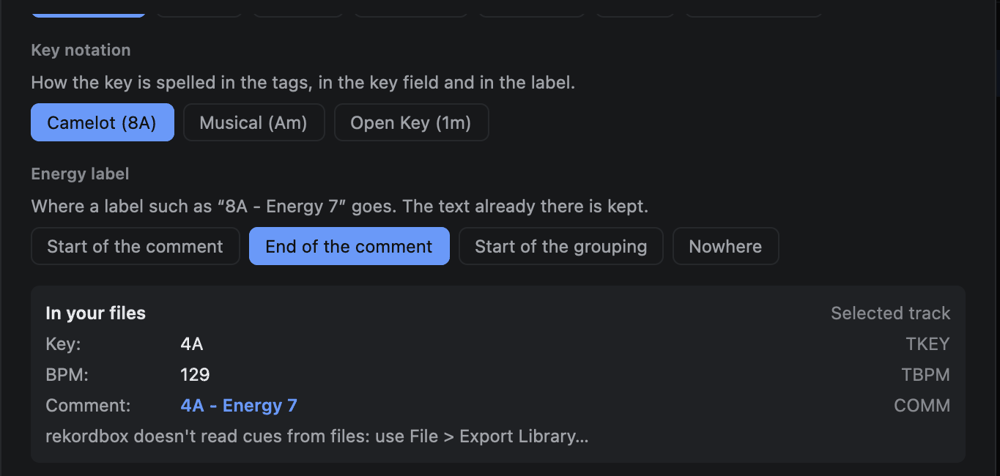 Key notation
How the key is spelled in the tags, in the key field and in the label.
Camelot (8A) Musical (Am) Open Key (1m)
Energy label
Where a label such as “8A - Energy 7” goes. The text already there is kept.
Start of the comment End of the comment Start of the grouping Nowhere
In your files Selected track
Key: 4A TKEY
BPM: 129 TBPM
Comment: 4A - Energy 7 COMM
rekordbox doesn't read cues from files: use File > Export Library...